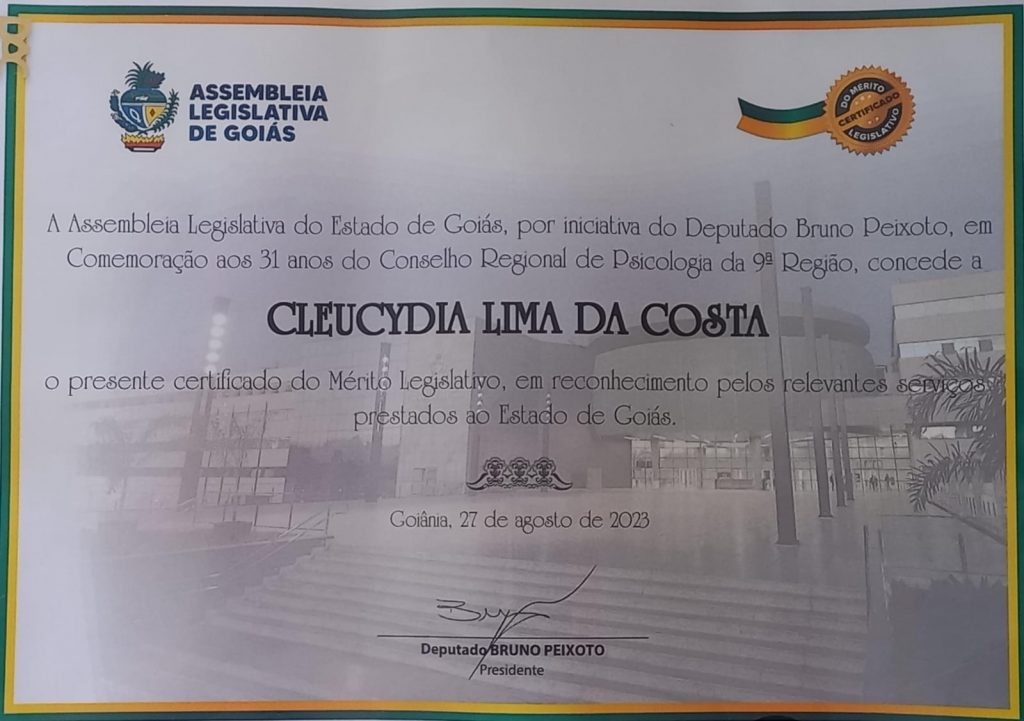 ASSEMBLEIA
LEGISLATIVA
DE GOIÁS
DO MÉRITO
CERTIFICADO
LEGISLATIVO
A Assembleia Legislativa do Estado de Goiás, por iniciativa do Deputado Bruno Peixoto, em
Comemoração aos 31 anos do Conselho Regional de Psicologia da 9ª Região, concede a
CLEUCYDIA LIMA DA COSTA
o presente certificado do Mérito Legislativo, em reconhecimento pelos relevantes serviços
prestados ao Estado de Goiás.
Goiânia, 27 de agosto de 2023
Deputado BRUNO PEIXOTO
Presidente